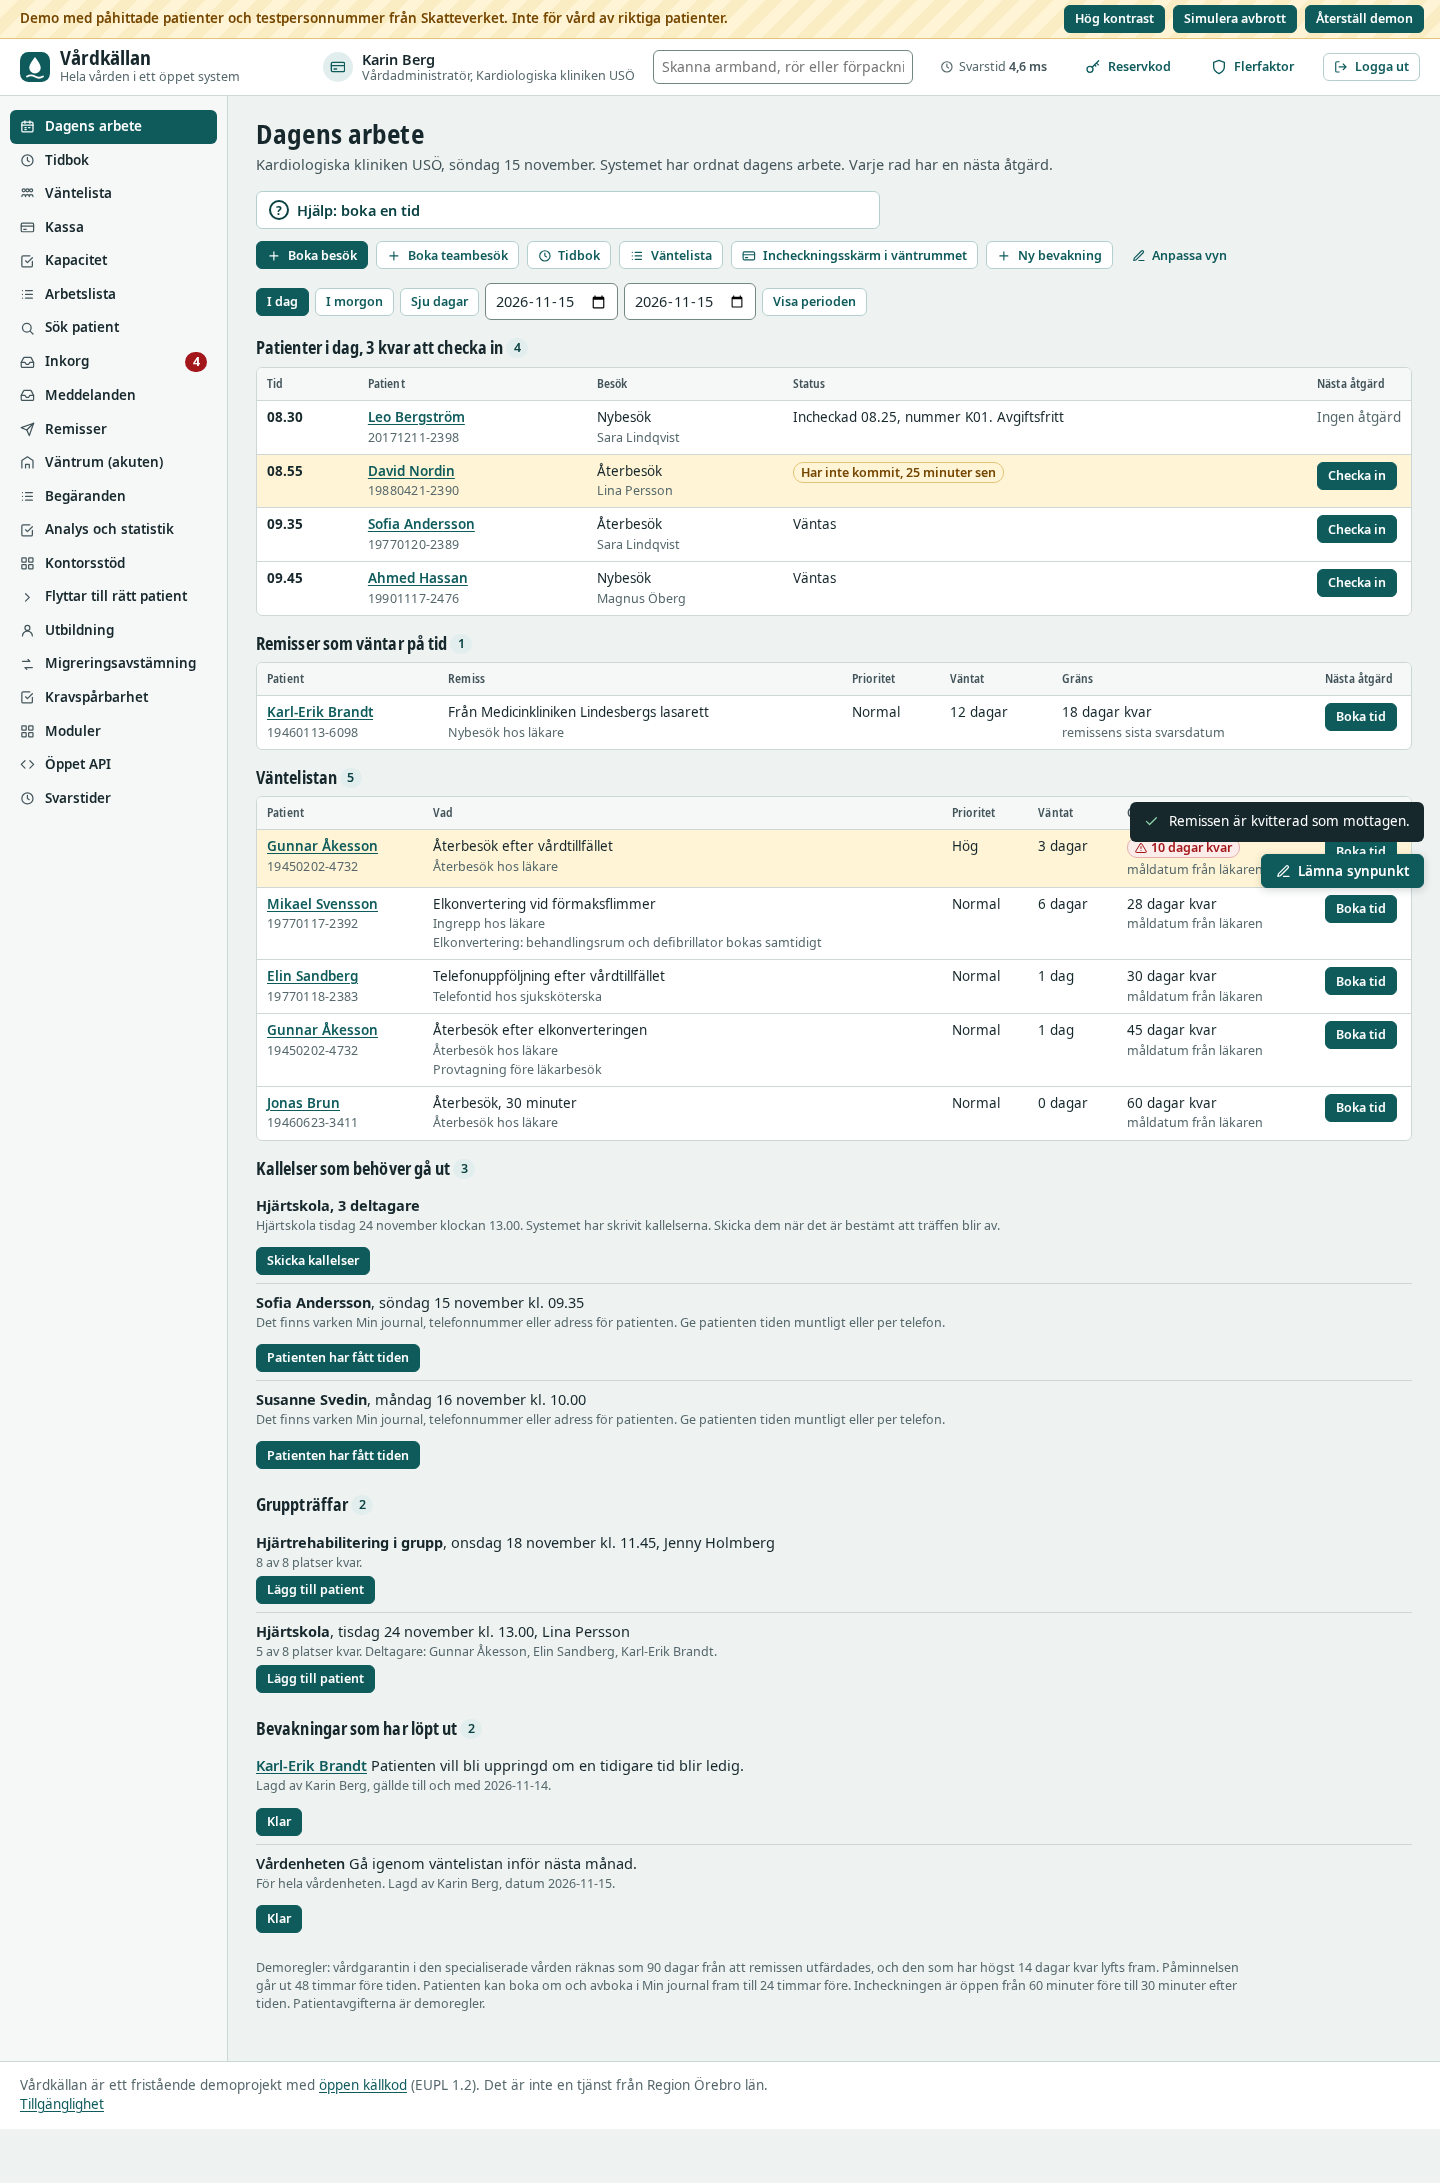 Demo med påhittade patienter och testpersonnummer från Skatteverket. Inte för vård av riktiga patienter.
Hög kontrast
Simulera avbrott
Återställ demon
Vårdkällan
Hela vården i ett öppet system
Karin Berg
Vårdadministratör, Kardiologiska kliniken USÖ
Skanna armband, rör eller förpackni
Svarstid 4,6 ms
Reservkod
Flerfaktor
Logga ut
Dagens arbete
Tidbok
Väntelista
Kassa
Kapacitet
Arbetslista
Sök patient
Inkorg 4
Meddelanden
Remisser
Väntrum (akuten)
Begäranden
Analys och statistik
Kontorsstöd
Flyttar till rätt patient
Utbildning
Migreringsavstämning
Kravspårbarhet
Moduler
Öppet API
Svarstider
Dagens arbete
Kardiologiska kliniken USÖ, söndag 15 november. Systemet har ordnat dagens arbete. Varje rad har en nästa åtgärd.
? Hjälp: boka en tid
Boka besök
Boka teambesök
Tidbok
Väntelista
Incheckningsskärm i väntrummet
Ny bevakning
Anpassa vyn
I dag
I morgon
Sju dagar
2026-11-15
2026-11-15
Visa perioden
Patienter i dag, 3 kvar att checka in 4
Tid Patient Besök Status Nästa åtgärd
08.30 Leo Bergström Nybesök Incheckad 08.25, nummer K01. Avgiftsfritt Ingen åtgärd
20171211-2398 Sara Lindqvist
08.55 David Nordin Återbesök Har inte kommit, 25 minuter sen Checka in
19880421-2390 Lina Persson
09.35 Sofia Andersson Återbesök Väntas Checka in
19770120-2389 Sara Lindqvist
09.45 Ahmed Hassan Nybesök Väntas Checka in
19901117-2476 Magnus Öberg
Remisser som väntar på tid 1
Patient Remiss Prioritet Väntat Gräns Nästa åtgärd
Karl-Erik Brandt Från Medicinkliniken Lindesbergs lasarett Normal 12 dagar 18 dagar kvar Boka tid
19460113-6098 Nybesök hos läkare remissens sista svarsdatum
Väntelistan 5
Patient Vad Prioritet Väntat
Remissen är kvitterad som mottagen.
Gunnar Åkesson Återbesök efter vårdtillfället Hög 3 dagar 10 dagar kvar Boka tid
19450202-4732 Återbesök hos läkare måldatum från läkaren
Lämna synpunkt
Mikael Svensson Elkonvertering vid förmaksflimmer Normal 6 dagar 28 dagar kvar Boka tid
19770117-2392 Ingrepp hos läkare måldatum från läkaren
Elkonvertering: behandlingsrum och defibrillator bokas samtidigt
Elin Sandberg Telefonuppföljning efter vårdtillfället Normal 1 dag 30 dagar kvar Boka tid
19770118-2383 Telefontid hos sjuksköterska måldatum från läkaren
Gunnar Åkesson Återbesök efter elkonverteringen Normal 1 dag 45 dagar kvar Boka tid
19450202-4732 Återbesök hos läkare måldatum från läkaren
Provtagning före läkarbesök
Jonas Brun Återbesök, 30 minuter Normal 0 dagar 60 dagar kvar Boka tid
19460623-3411 Återbesök hos läkare måldatum från läkaren
Kallelser som behöver gå ut 3
Hjärtskola, 3 deltagare
Hjärtskola tisdag 24 november klockan 13.00. Systemet har skrivit kallelserna. Skicka dem när det är bestämt att träffen blir av.
Skicka kallelser
Sofia Andersson, söndag 15 november kl. 09.35
Det finns varken Min journal, telefonnummer eller adress för patienten. Ge patienten tiden muntligt eller per telefon.
Patienten har fått tiden
Susanne Svedin, måndag 16 november kl. 10.00
Det finns varken Min journal, telefonnummer eller adress för patienten. Ge patienten tiden muntligt eller per telefon.
Patienten har fått tiden
Gruppträffar 2
Hjärtrehabilitering i grupp, onsdag 18 november kl. 11.45, Jenny Holmberg
8 av 8 platser kvar.
Lägg till patient
Hjärtskola, tisdag 24 november kl. 13.00, Lina Persson
5 av 8 platser kvar. Deltagare: Gunnar Åkesson, Elin Sandberg, Karl-Erik Brandt.
Lägg till patient
Bevakningar som har löpt ut 2
Karl-Erik Brandt Patienten vill bli uppringd om en tidigare tid blir ledig.
Lagd av Karin Berg, gällde till och med 2026-11-14.
Klar
Vårdenheten Gå igenom väntelistan inför nästa månad.
För hela vårdenheten. Lagd av Karin Berg, datum 2026-11-15.
Klar
Demoregler: vårdgarantin i den specialiserade vården räknas som 90 dagar från att remissen utfärdades, och den som har högst 14 dagar kvar lyfts fram. Påminnelsen
går ut 48 timmar före tiden. Patienten kan boka om och avboka i Min journal fram till 24 timmar före. Incheckningen är öppen från 60 minuter före till 30 minuter efter
tiden. Patientavgifterna är demoregler.
Vårdkällan är ett fristående demoprojekt med öppen källkod (EUPL 1.2). Det är inte en tjänst från Region Örebro län.
Tillgänglighet